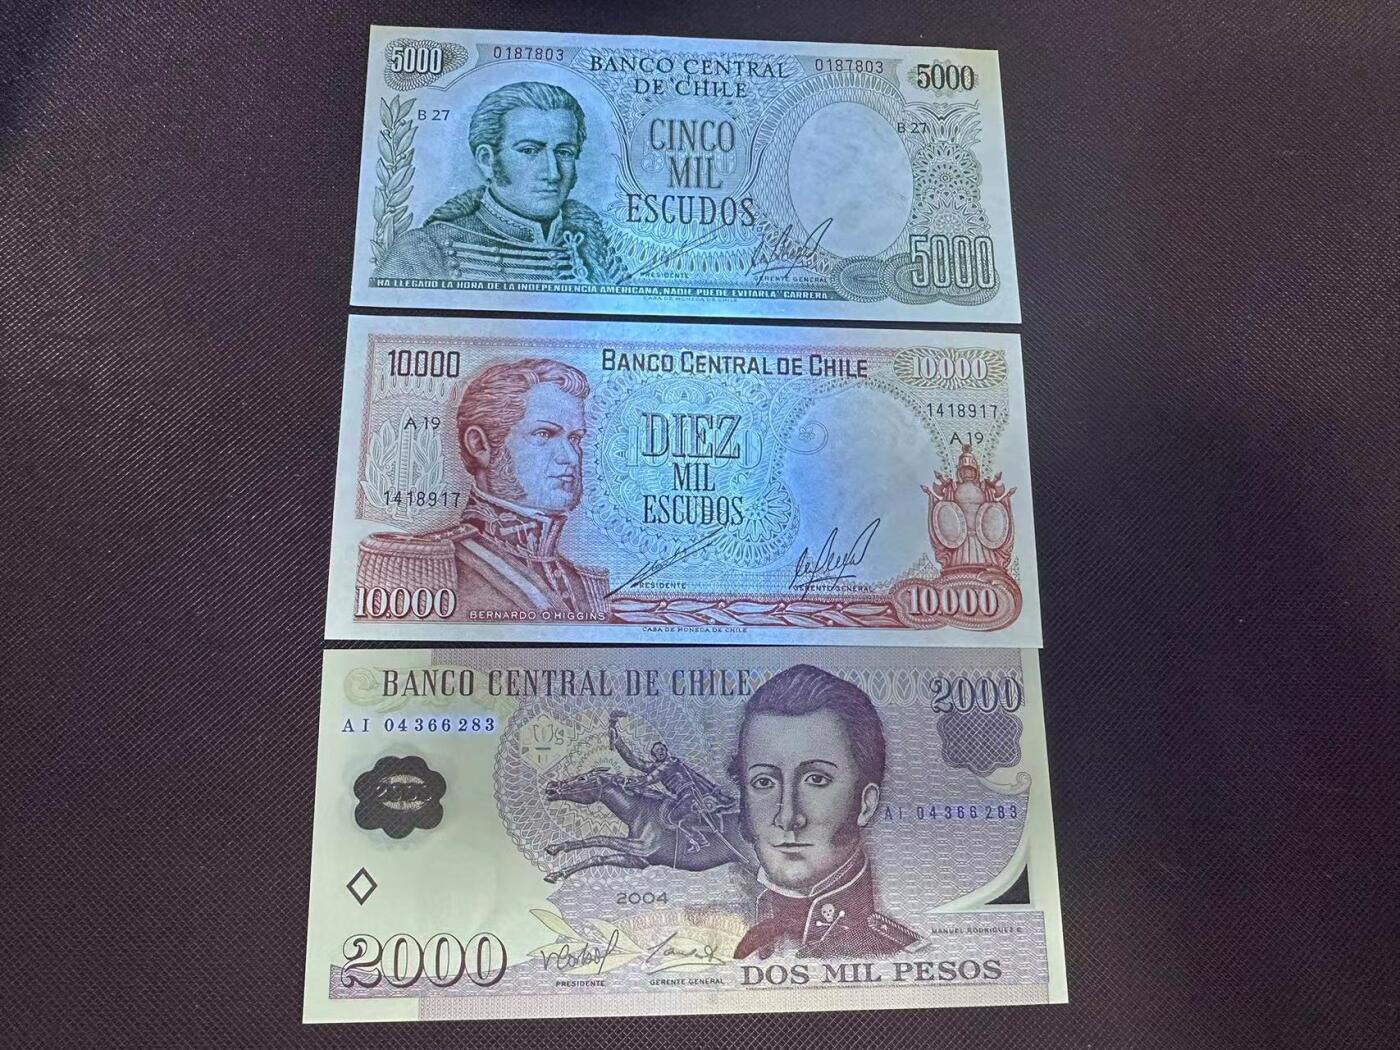 5000
0187803
BANCO CENTRAL
DE CHILE
0187803
5000
B 27
B 27
CINCO
MIL
ESCUDOS
PRESIDENTE
GERENTE GENERAL
5000
"HA LLEGADO LA HORA DE LA INDEPENDENCIA AMERICANA, NADIE PUEDE EVITARLA" CARRERA
CASA DE MONEDA DE CHILE
10.000
BANCO CENTRAL DE CHILE
10.000
1418917
A 19
A 19
DIEZ
MIL
ESCUDOS
1418917
PRESIDENTE
GERENTE GENERAL
10.000
BERNARDO O'HIGGINS
10.000
CASA DE MONEDA DE CHILE
BANCO CENTRAL DE CHILE
2000
AI 04366283
AI 04366283
2004
MANUEL RODRIGUEZ E.
2000
PRESIDENTE
GERENTE GENERAL
DOS MIL PESOS